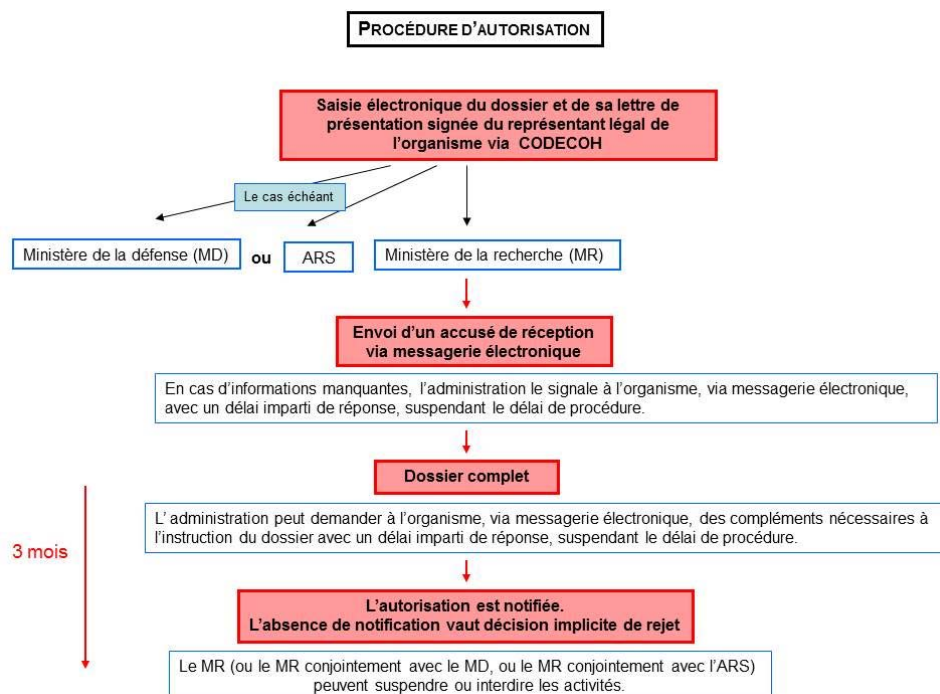 PROCÉDURE D'AUTORISATION
Saisie électronique du dossier et de sa lettre de
présentation signée du représentant légal de
l'organisme via CODECOH
Le cas échéant
Ministère de la défense (MD)
ou
ARS
Ministère de la recherche (MR)
Envoi d'un accusé de réception
via messagerie électronique
En cas d'informations manquantes, l'administration le signale à l'organisme, via messagerie électronique,
avec un délai imparti de réponse, suspendant le délai de procédure.
Dossier complet
L' administration peut demander à l'organisme, via messagerie électronique, des compléments nécessaires à
l'instruction du dossier avec un délai imparti de réponse, suspendant le délai de procédure.
3 mois
L'autorisation est notifiée.
L'absence de notification vaut décision implicite de rejet
Le MR (ou le MR conjointement avec le MD, ou le MR conjointement avec l'ARS)
peuvent suspendre ou interdire les activités.